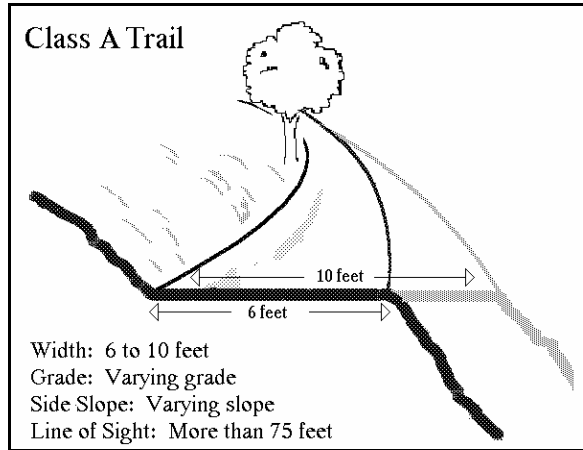 Class A Trail
10 feet
6 feet
Width: 6 to 10 feet
Grade: Varying grade
Side Slope: Varying slope
Line of Sight: More than 75 feet